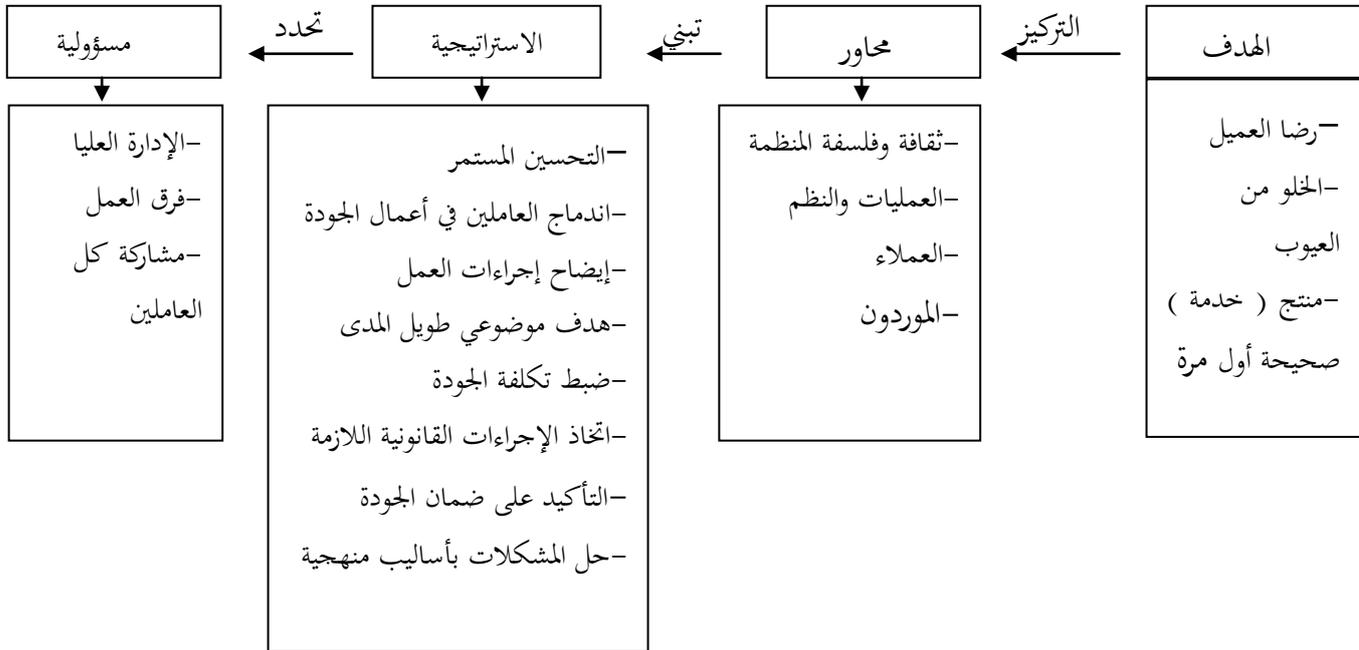 الهدف
التركيز
محاور
تبني
الاستراتيجية
تحدد
مسؤولية
–رضا العميل
–الخلو من
العيوب
–منتج ( خدمة )
صحيحة أول مرة
–ثقافة وفلسفة المنظمة
–العمليات والنظم
–العملاء
–الموردون
–التحسين المستمر
–اندماج العاملين في أعمال الجودة
–إيضاح إجراءات العمل
–هدف موضوعي طويل المدى
–ضبط تكلفة الجودة
–اتخاذ الإجراءات القانونية اللازمة
–التأكيد على ضمان الجودة
–حل المشكلات بأساليب منهجية
–الإدارة العليا
–فرق العمل
–مشاركة كل
العاملين